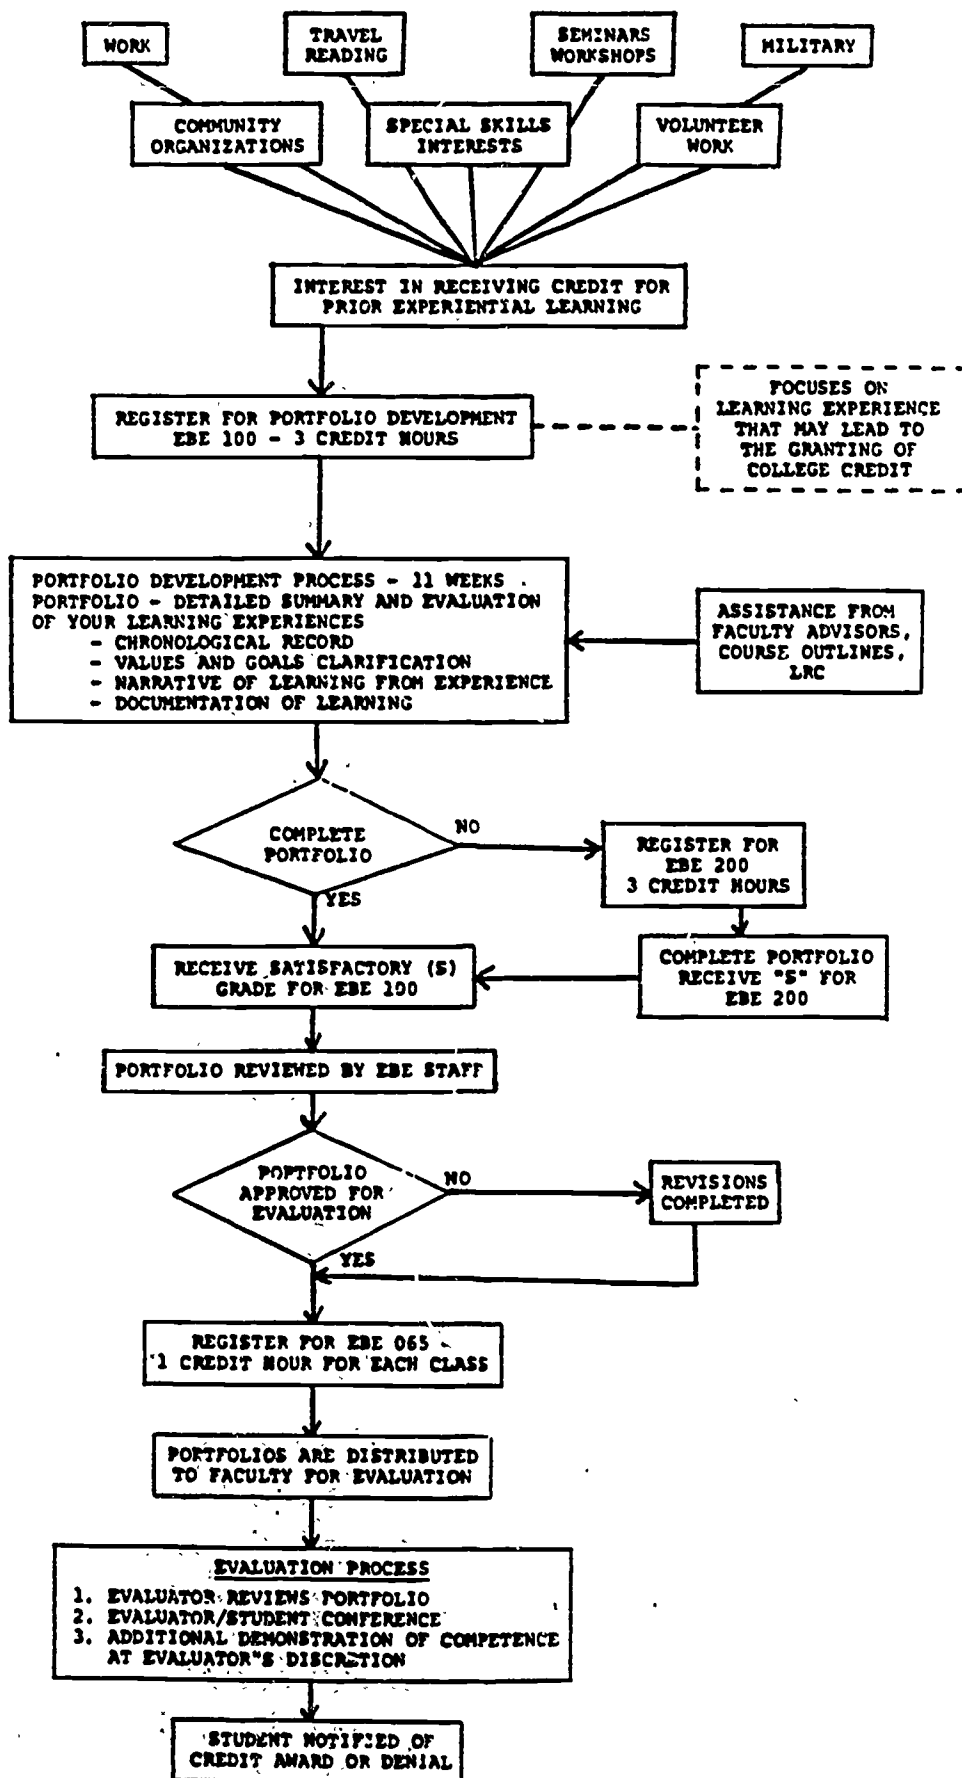 WORK
TRAVEL
READING
SEMINARS
WORKSHOPS
MILITARY
COMMUNITY
ORGANIZATIONS
SPECIAL SKILLS
INTERESTS
VOLUNTEER
WORK
INTEREST IN RECEIVING CREDIT FOR
PRIOR EXPERIENTIAL LEARNING
REGISTER FOR PORTFOLIO DEVELOPMENT
EBE 100 - 3 CREDIT HOURS
FOCUSES ON
LEARNING EXPERIENCE
THAT MAY LEAD TO
THE GRANTING OF
COLLEGE CREDIT
PORTFOLIO DEVELOPMENT PROCESS - 11 WEEKS
PORTFOLIO - DETAILED SUMMARY AND EVALUATION
OF YOUR LEARNING EXPERIENCES
- CHRONOLOGICAL RECORD
- VALUES AND GOALS CLARIFICATION
- NARRATIVE OF LEARNING FROM EXPERIENCE
- DOCUMENTATION OF LEARNING
ASSISTANCE FROM
FACULTY ADVISORS,
COURSE OUTLINES,
LRC
COMPLETE
PORTFOLIO
NO
REGISTER FOR
EBE 200
3 CREDIT HOURS
YES
RECEIVE SATISFACTORY (S)
GRADE FOR EBE 100
COMPLETE PORTFOLIO
RECEIVE "S" FOR
EBE 200
PORTFOLIO REVIEWED BY EBE STAFF
PORTFOLIO
APPROVED FOR
EVALUATION
NO
REVISIONS
COMPLETED
YES
REGISTER FOR EBE 065 -
1 CREDIT HOUR FOR EACH CLASS
PORTFOLIOS ARE DISTRIBUTED
TO FACULTY FOR EVALUATION
EVALUATION PROCESS
1. EVALUATOR REVIEWS PORTFOLIO
2. EVALUATOR/STUDENT CONFERENCE
3. ADDITIONAL DEMONSTRATION OF COMPETENCE
AT EVALUATOR"S DISCRETION
STUDENT NOTIFIED OF
CREDIT AWARD OR DENIAL